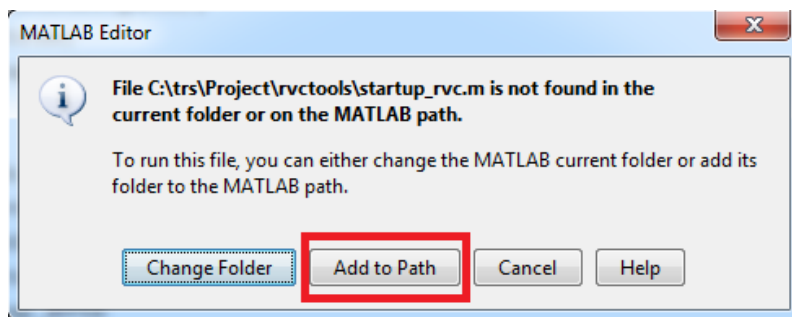 MATLAB Editor
File C:\trs\Project\rvctools\startup_rvc.m is not found in the
current folder or on the MATLAB path.
To run this file, you can either change the MATLAB current folder or add its
folder to the MATLAB path.
Change Folder Add to Path Cancel Help